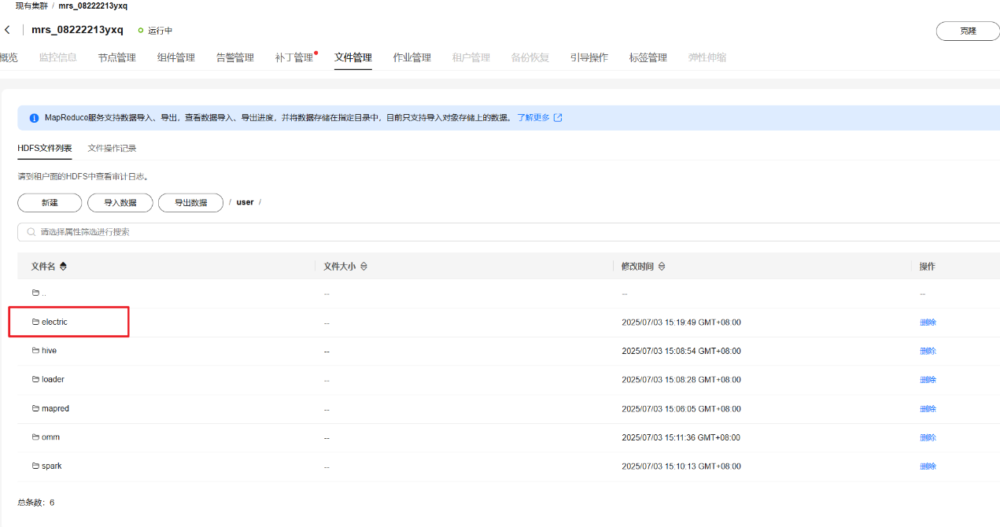 现有集群 / mrs_08222213yxq
mrs_08222213yxq 运行中 克隆
概览 监控信息 节点管理 组件管理 告警管理 补丁管理 文件管理 作业管理 租户管理 备份恢复 引导操作 标签管理 弹性伸缩
MapReduce服务支持数据导入、导出，查看数据导入、导出进度，并将数据存储在指定目录中，目前只支持导入对象存储上的数据。 了解更多
HDFS文件列表 文件操作记录
请到租户面的HDFS中查看审计日志。
新建 导入数据 导出数据 / user /
请选择属性筛选进行搜索
文件名 文件大小 修改时间 操作
.. -- -- --
electric -- 2025/07/03 15:19:49 GMT+08:00 删除
hive -- 2025/07/03 15:08:54 GMT+08:00 删除
loader -- 2025/07/03 15:08:28 GMT+08:00 删除
mapred -- 2025/07/03 15:06:05 GMT+08:00 删除
omm -- 2025/07/03 15:11:36 GMT+08:00 删除
spark -- 2025/07/03 15:10:13 GMT+08:00 删除
总条数：6